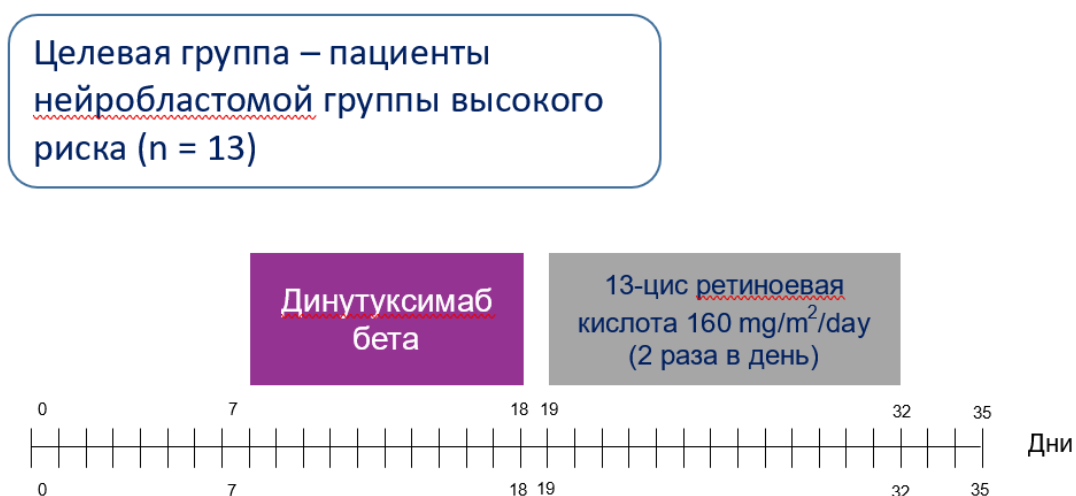 Целевая группа – пациенты
нейробластомой группы высокого
риска (n = 13)
Динутуксимаб
бета
13-цис ретиноевая
кислота 160 mg/m²/day
(2 раза в день)
0 7 18 19 32 35
Дни
0 7 18 19 32 35